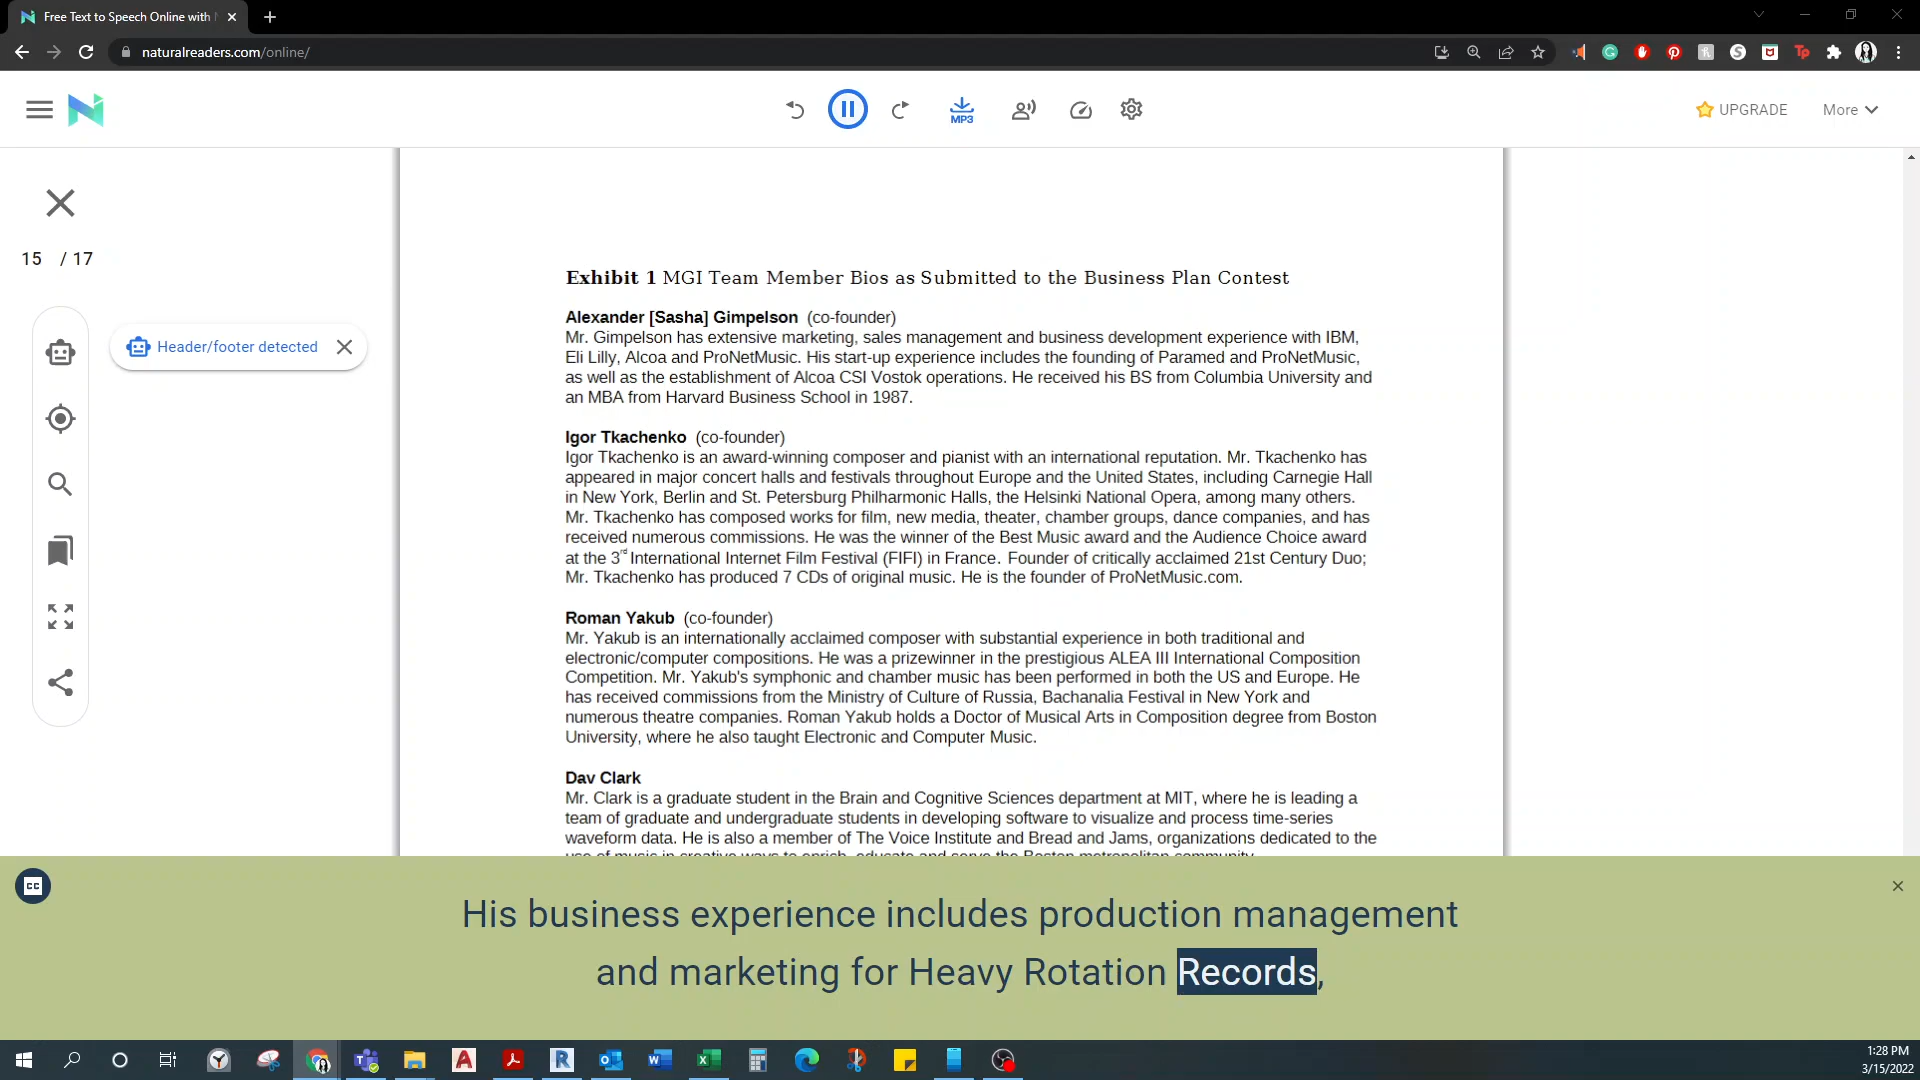 Free Text to Speech Online with
naturalreaders.com/online/
MP3
UPGRADE
More
15 / 17
Header/footer detected
Exhibit 1 MGI Team Member Bios as Submitted to the Business Plan Contest
Alexander [Sasha] Gimpelson (co-founder)
Mr. Gimpelson has extensive marketing, sales management and business development experience with IBM,
Eli Lilly, Alcoa and ProNetMusic. His start-up experience includes the founding of Paramed and ProNetMusic,
as well as the establishment of Alcoa CSI Vostok operations. He received his BS from Columbia University and
an MBA from Harvard Business School in 1987.
Igor Tkachenko (co-founder)
Igor Tkachenko is an award-winning composer and pianist with an international reputation. Mr. Tkachenko has
appeared in major concert halls and festivals throughout Europe and the United States, including Carnegie Hall
in New York, Berlin and St. Petersburg Philharmonic Halls, the Helsinki National Opera, among many others.
Mr. Tkachenko has composed works for film, new media, theater, chamber groups, dance companies, and has
received numerous commissions. He was the winner of the Best Music award and the Audience Choice award
at the 3rd International Internet Film Festival (FIFI) in France. Founder of critically acclaimed 21st Century Duo;
Mr. Tkachenko has produced 7 CDs of original music. He is the founder of ProNetMusic.com.
Roman Yakub (co-founder)
Mr. Yakub is an internationally acclaimed composer with substantial experience in both traditional and
electronic/computer compositions. He was a prizewinner in the prestigious ALEA III International Composition
Competition. Mr. Yakub's symphonic and chamber music has been performed in both the US and Europe. He
has received commissions from the Ministry of Culture of Russia, Bachanalia Festival in New York and
numerous theatre companies. Roman Yakub holds a Doctor of Musical Arts in Composition degree from Boston
University, where he also taught Electronic and Computer Music.
Dav Clark
Mr. Clark is a graduate student in the Brain and Cognitive Sciences department at MIT, where he is leading a
team of graduate and undergraduate students in developing software to visualize and process time-series
waveform data. He is also a member of The Voice Institute and Bread and Jams, organizations dedicated to the
use of music in creative ways to enrich, educate and serve the Boston metropolitan community.
CC
His business experience includes production management
and marketing for Heavy Rotation Records,
1:28 PM
3/15/2022